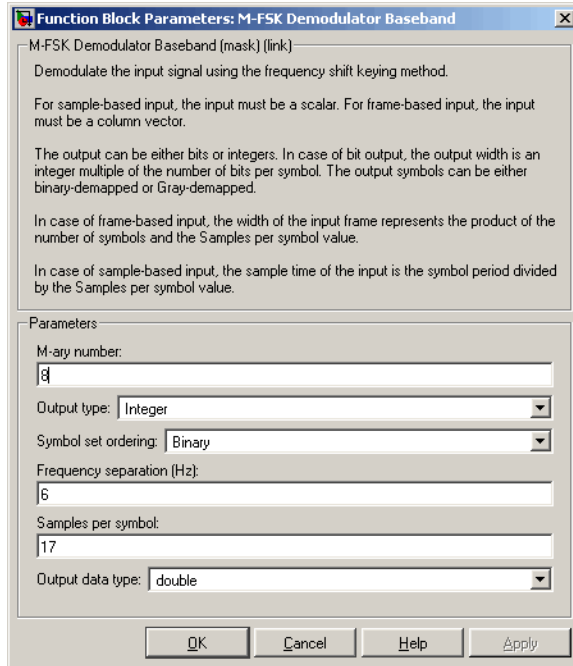 Function Block Parameters: M-FSK Demodulator Baseband
M-FSK Demodulator Baseband (mask) (link)
Demodulate the input signal using the frequency shift keying method.
For sample-based input, the input must be a scalar. For frame-based input, the input
must be a column vector.
The output can be either bits or integers. In case of bit output, the output width is an
integer multiple of the number of bits per symbol. The output symbols can be either
binary-demapped or Gray-demapped.
In case of frame-based input, the width of the input frame represents the product of the
number of symbols and the Samples per symbol value.
In case of sample-based input, the sample time of the input is the symbol period divided
by the Samples per symbol value.
Parameters
M-ary number:
8
Output type: Integer
Symbol set ordering: Binary
Frequency separation (Hz):
6
Samples per symbol:
17
Output data type: double
OK Cancel Help Apply